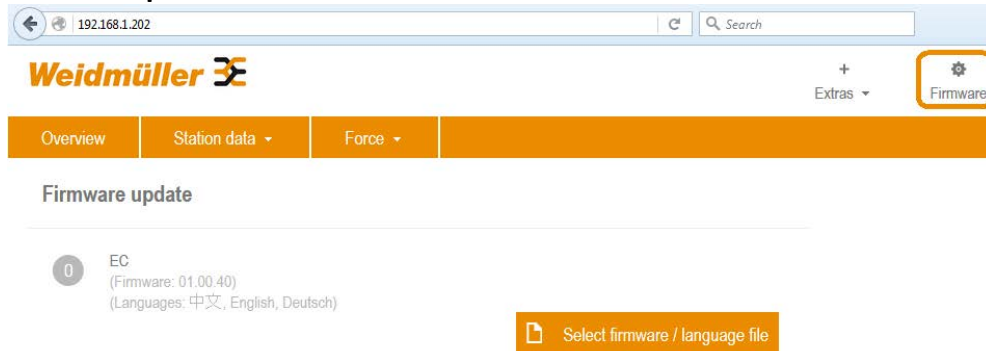 192.168.1.202
Search
Weidmüller
Extras
Firmware
Overview
Station data
Force
Firmware update
0
EC
(Firmware: 01.00.40)
(Languages: 中文, English, Deutsch)
Select firmware / language file